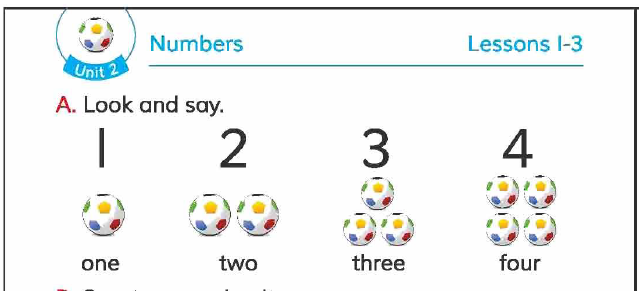 Numbers
Lessons 1-3
Unit 2
A. Look and say.
1 2 3 4
one two three four